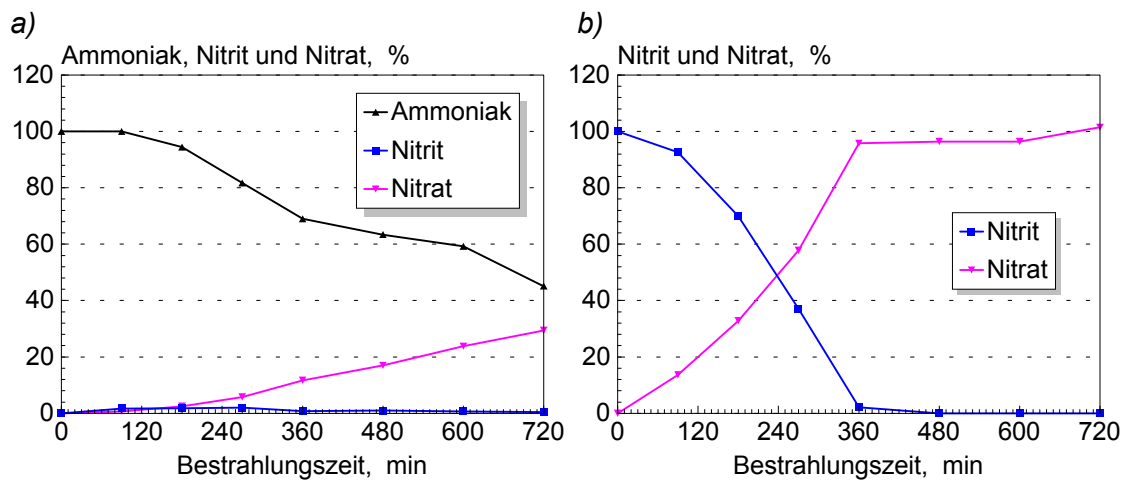 a)
Ammoniak, Nitrit und Nitrat, %
120
100
80
60
40
20
0
Ammoniak
Nitrit
Nitrat
0 120 240 360 480 600 720
Bestrahlungszeit, min
b)
Nitrit und Nitrat, %
120
100
80
60
40
20
0
Nitrit
Nitrat
0 120 240 360 480 600 720
Bestrahlungszeit, min